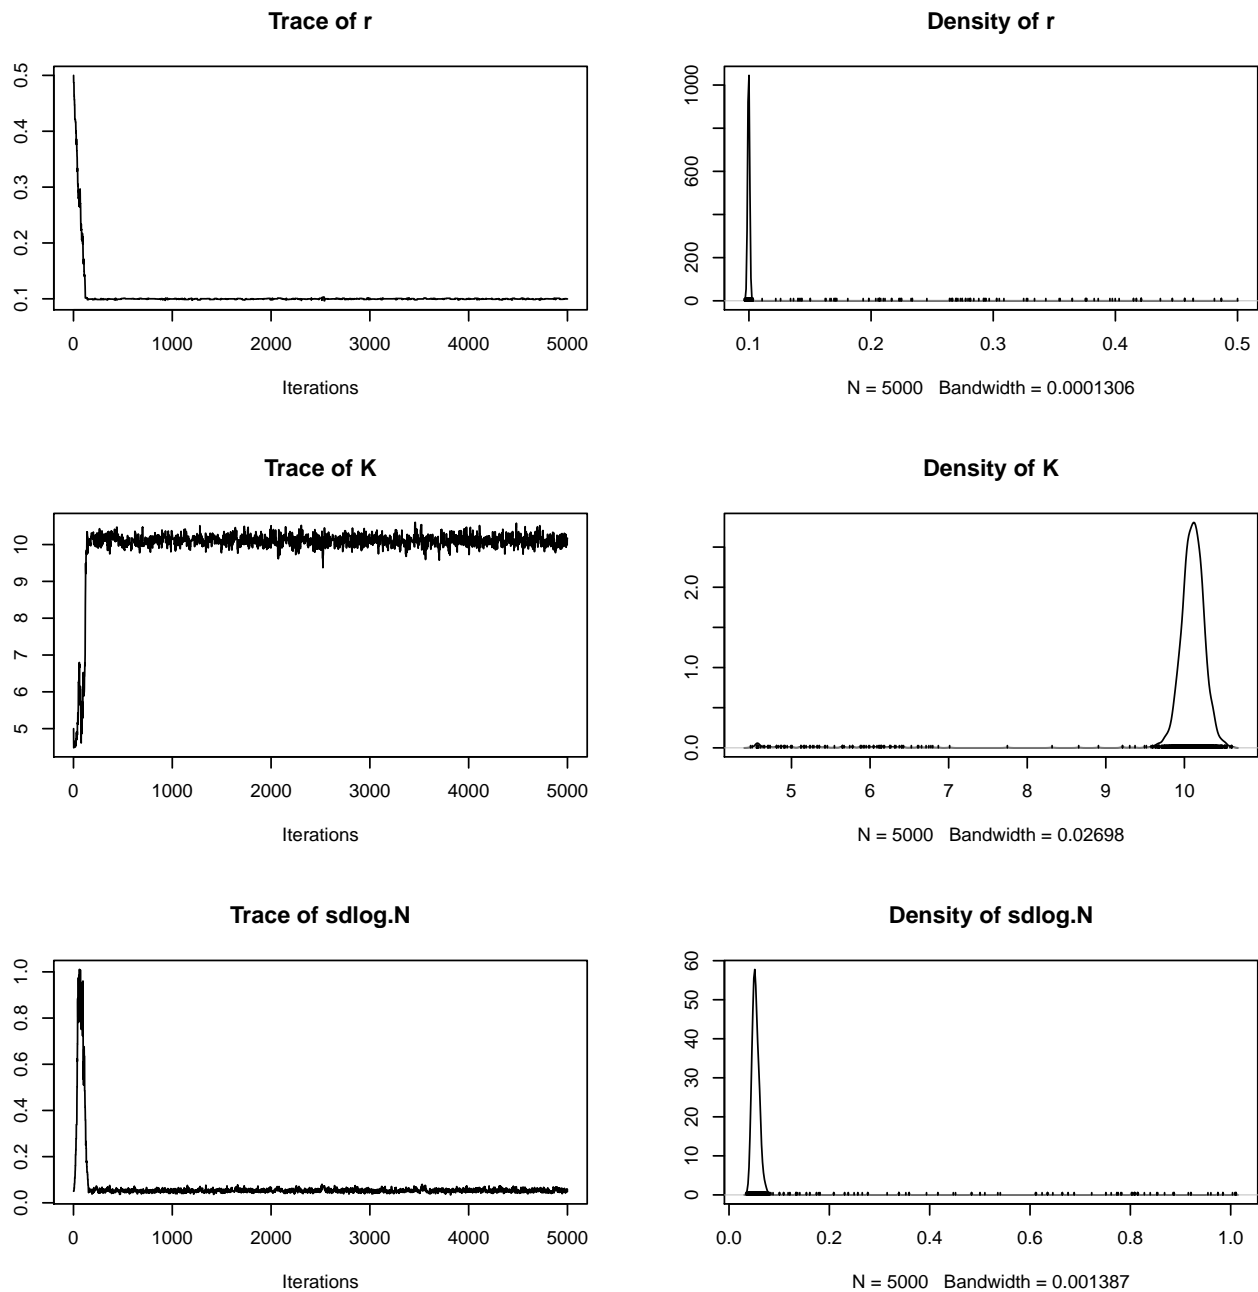 Trace of r
0.1 0.2 0.3 0.4 0.5
0 1000 2000 3000 4000 5000
Iterations
Density of r
0 200 600 1000
0.1 0.2 0.3 0.4 0.5
N = 5000 Bandwidth = 0.0001306
Trace of K
5 6 7 8 9 10
0 1000 2000 3000 4000 5000
Iterations
Density of K
0.0 1.0 2.0
5 6 7 8 9 10
N = 5000 Bandwidth = 0.02698
Trace of sdlog.N
0.0 0.2 0.4 0.6 0.8 1.0
0 1000 2000 3000 4000 5000
Iterations
Density of sdlog.N
0 10 20 30 40 50 60
0.0 0.2 0.4 0.6 0.8 1.0
N = 5000 Bandwidth = 0.001387